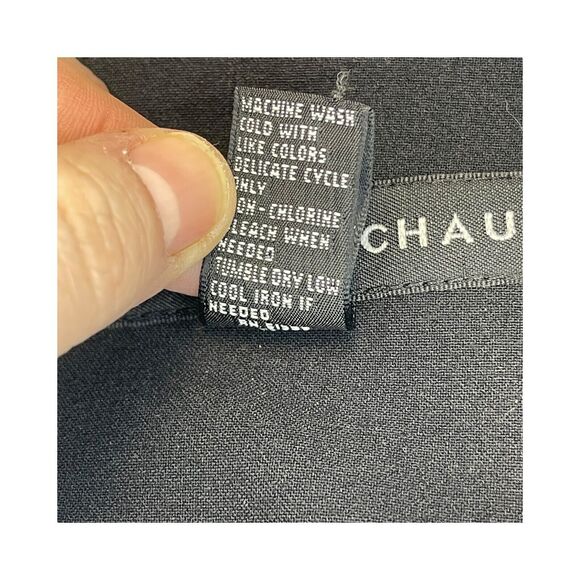 MACHINE WASH
COLD WITH
LIKE COLORS
DELICATE CYCLE
ONLY
NON-CHLORINE
BLEACH WHEN
NEEDED
TUMBLE DRY LOW
COOL IRON IF
NEEDED
CHAU